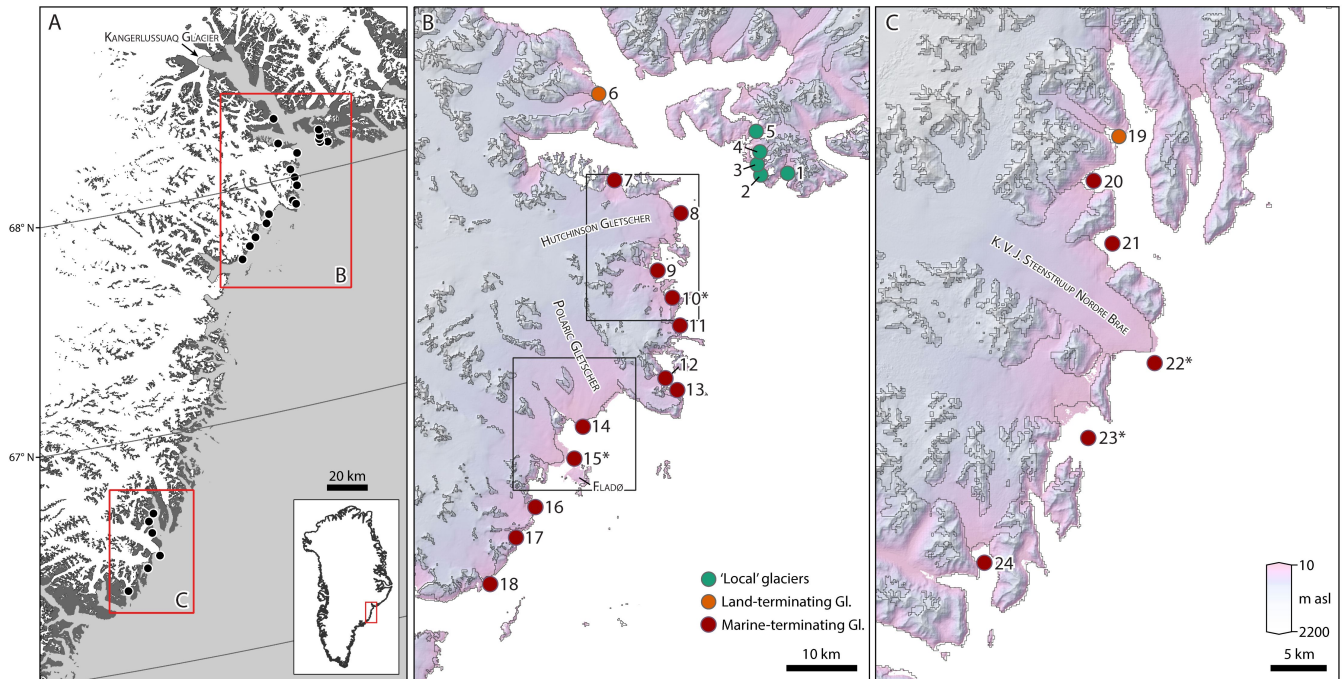 A
Kangerlussuaq Glacier
B
68° N
67° N
20 km
C
B
6
5
4
3
2
1
7
8
Hutchinson Gletscher
9
10*
11
Polaric Gletscher
12
13
14
15*
Fladø
16
17
18
'Local' glaciers
Land-terminating Gl.
Marine-terminating Gl.
10 km
C
19
20
21
K. V. J. Steenstruup Nordre Brae
22*
23*
24
10
m asl
2200
5 km